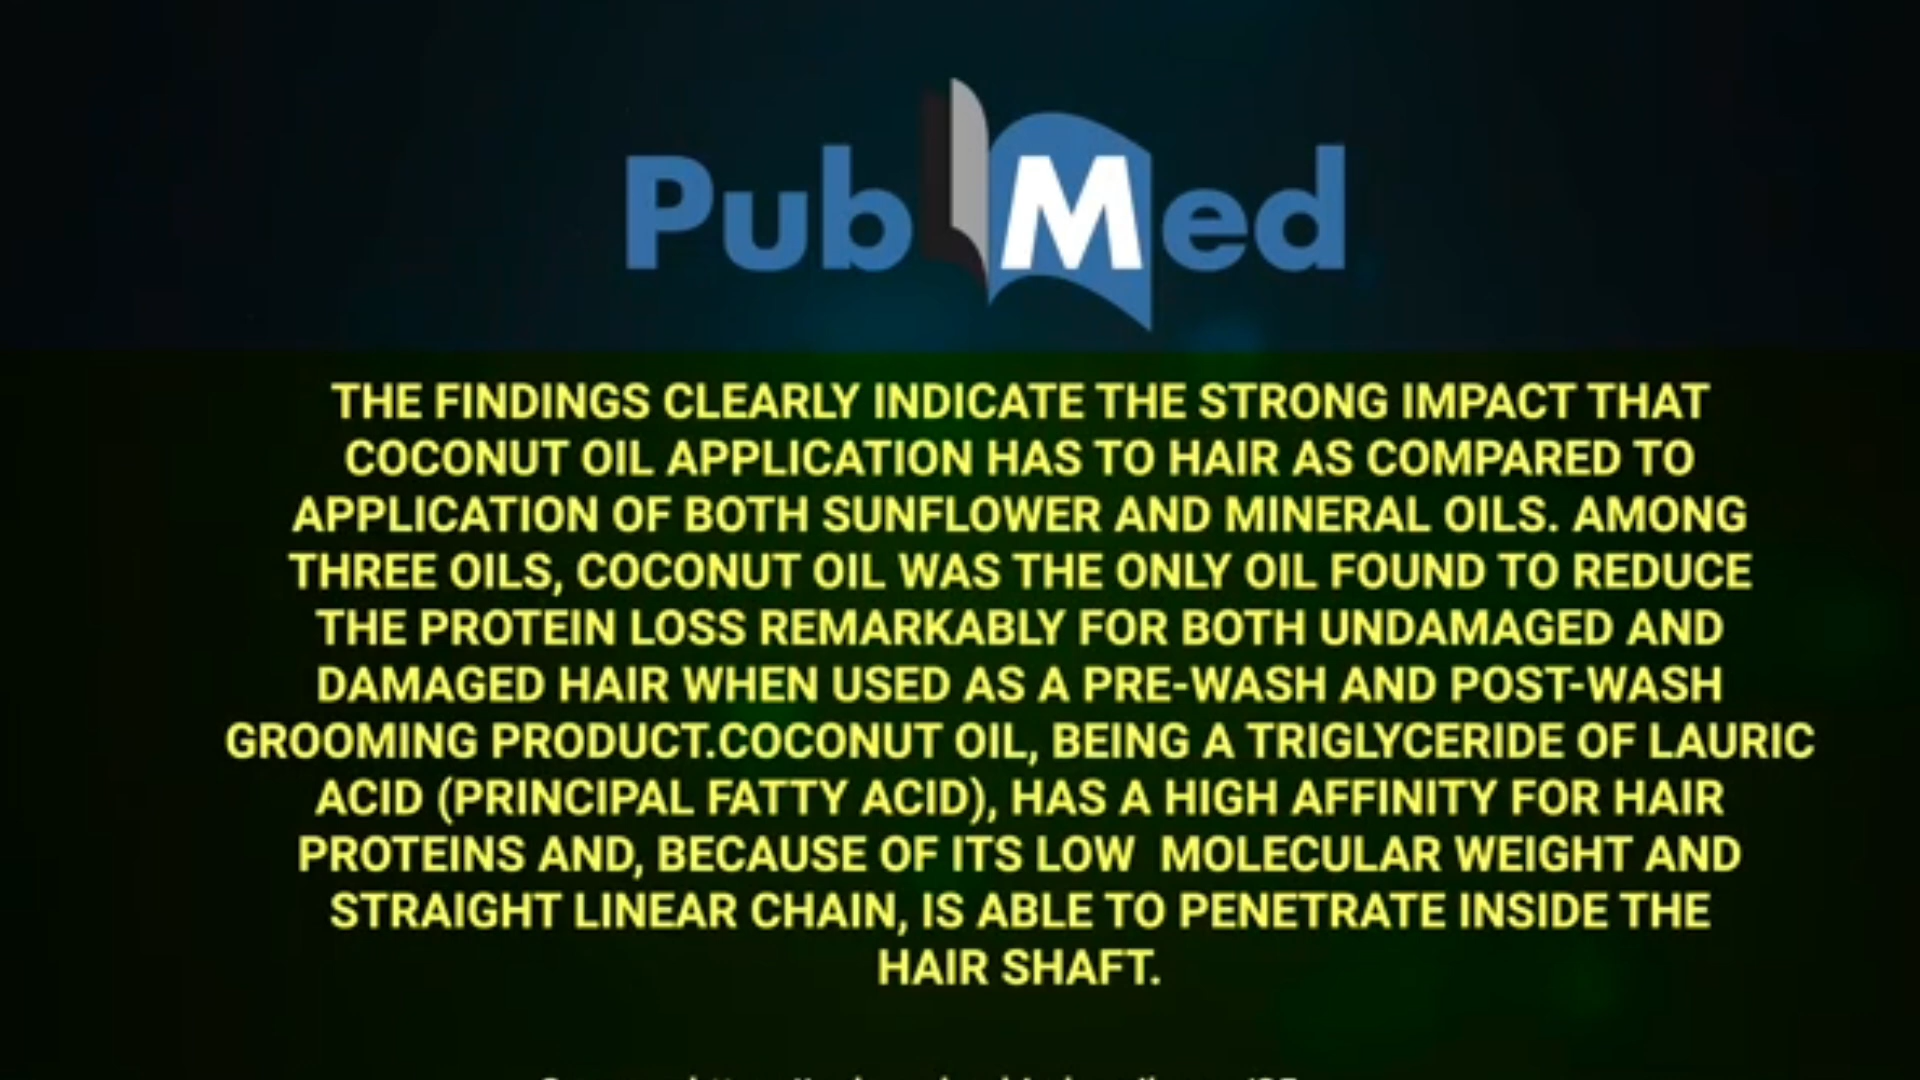 PubMed
THE FINDINGS CLEARLY INDICATE THE STRONG IMPACT THAT
COCONUT OIL APPLICATION HAS TO HAIR AS COMPARED TO
APPLICATION OF BOTH SUNFLOWER AND MINERAL OILS. AMONG
THREE OILS, COCONUT OIL WAS THE ONLY OIL FOUND TO REDUCE
THE PROTEIN LOSS REMARKABLY FOR BOTH UNDAMAGED AND
DAMAGED HAIR WHEN USED AS A PRE-WASH AND POST-WASH
GROOMING PRODUCT.COCONUT OIL, BEING A TRIGLYCERIDE OF LAURIC
ACID (PRINCIPAL FATTY ACID), HAS A HIGH AFFINITY FOR HAIR
PROTEINS AND, BECAUSE OF ITS LOW  MOLECULAR WEIGHT AND
STRAIGHT LINEAR CHAIN, IS ABLE TO PENETRATE INSIDE THE
HAIR SHAFT.